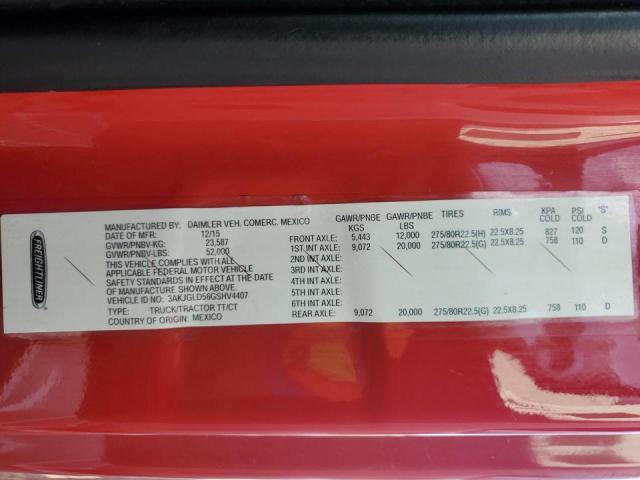 FREIGHTLINER
MANUFACTURED BY: DAIMLER VEH. COMERC. MEXICO
DATE OF MFR: 12/15
GVWR/PNBV-KG: 23,587
GVWR/PNBV-LBS: 52,000
THIS VEHICLE COMPLIES WITH ALL
APPLICABLE FEDERAL MOTOR VEHICLE
SAFETY STANDARDS IN EFFECT AT THE DATE
OF MANUFACTURE SHOWN ABOVE.
VEHICLE ID NO.: 3AKJGLD56GSHV4407
TYPE: TRUCK/TRACTOR TT/CT
COUNTRY OF ORIGIN: MEXICO
GAWR/PNBE KGS GAWR/PNBE LBS TIRES RIMS KPA COLD PSI COLD
FRONT AXLE: 5,443 12,000 275/80R22.5(H) 22.5X8.25 827 120 S
1ST INT AXLE: 9,072 20,000 275/80R22.5(G) 22.5X8.25 758 110 D
2ND INT AXLE:
3RD INT AXLE:
4TH INT AXLE:
5TH INT AXLE:
6TH INT AXLE:
REAR AXLE: 9,072 20,000 275/80R22.5(G) 22.5X8.25 758 110 D